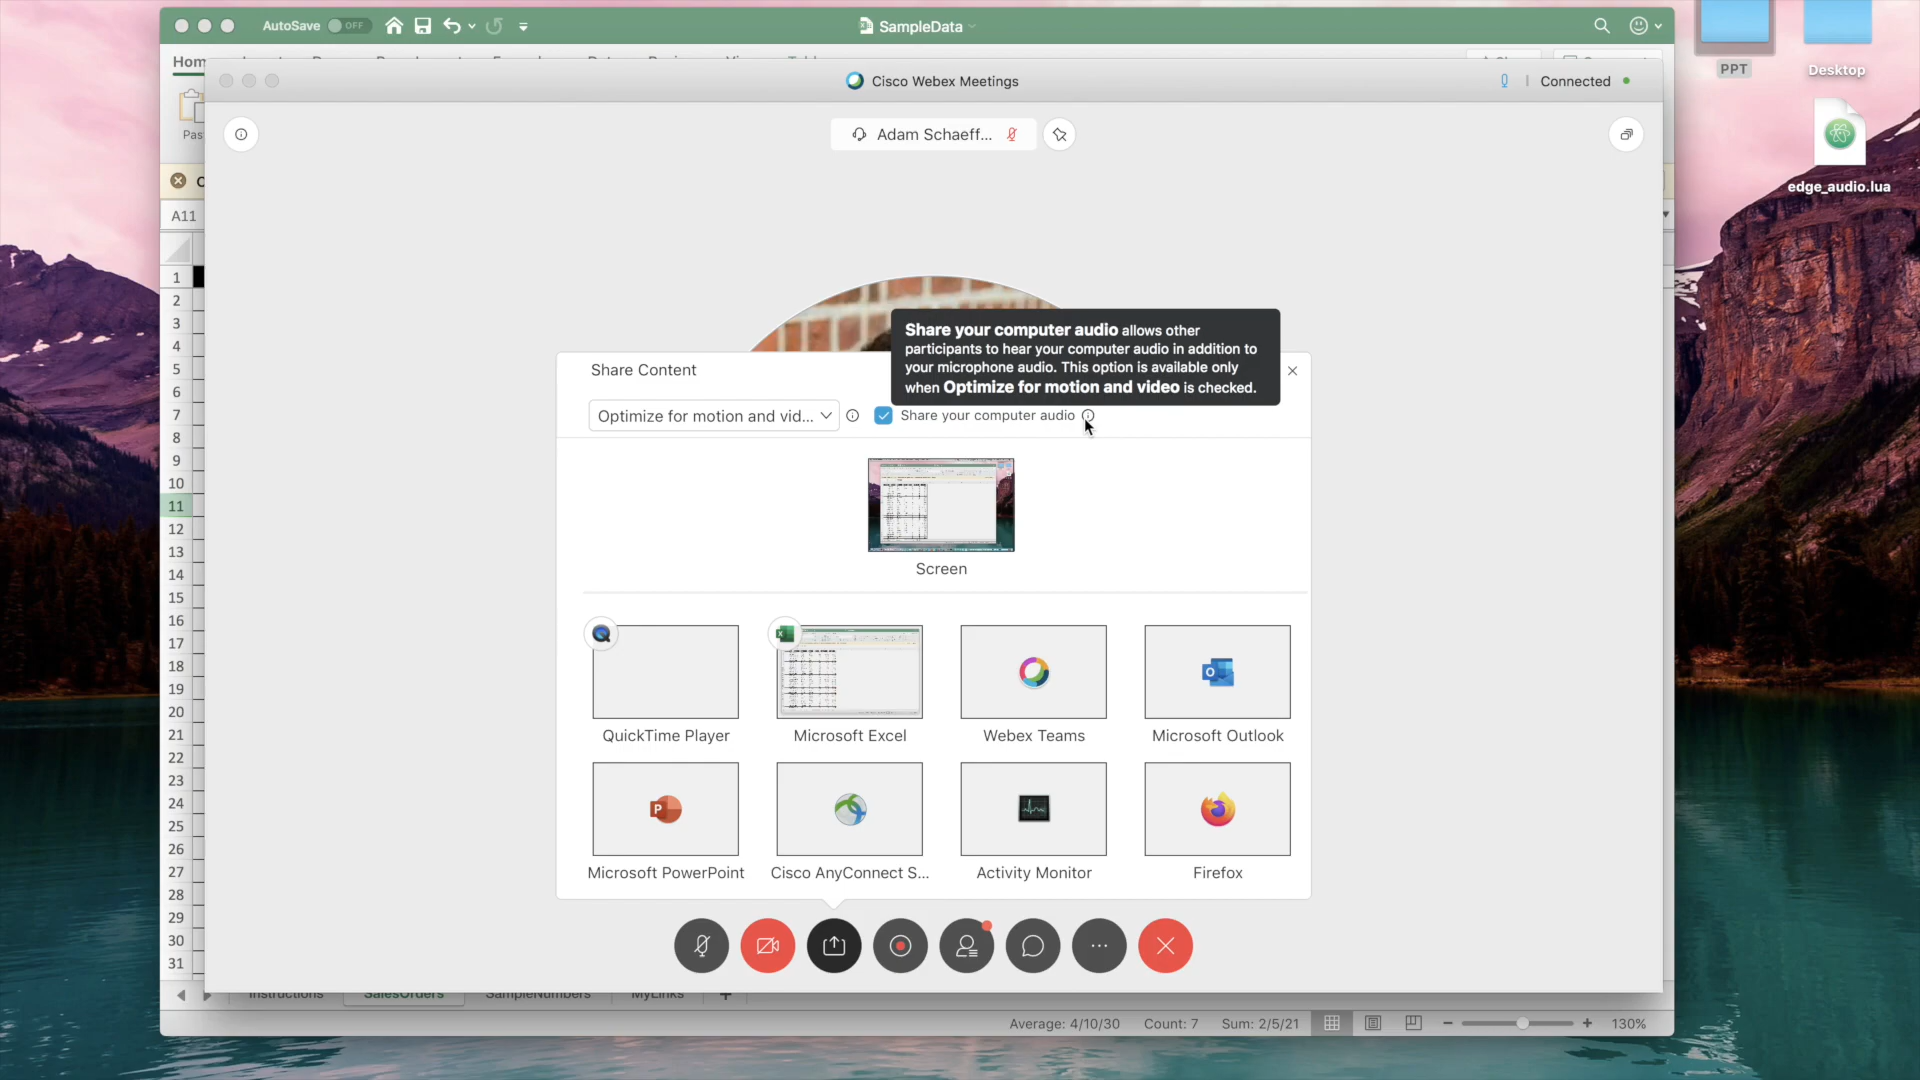 AutoSave OFF
SampleData
PPT
Desktop
edge_audio.lua
Home
Cisco Webex Meetings
Connected
Adam Schaeff...
A11
Share your computer audio allows other
participants to hear your computer audio in addition to
your microphone audio. This option is available only
when Optimize for motion and video is checked.
Share Content
Optimize for motion and vid...
Share your computer audio
Screen
QuickTime Player
Microsoft Excel
Webex Teams
Microsoft Outlook
Microsoft PowerPoint
Cisco AnyConnect S...
Activity Monitor
Firefox
1
2
3
4
5
6
7
8
9
10
11
12
13
14
15
16
17
18
19
20
21
22
23
24
25
26
27
28
29
30
31
Instructions
SalesOrders
SampleNumbers
MyLinks
Average: 4/10/30
Count: 7
Sum: 2/5/21
130%